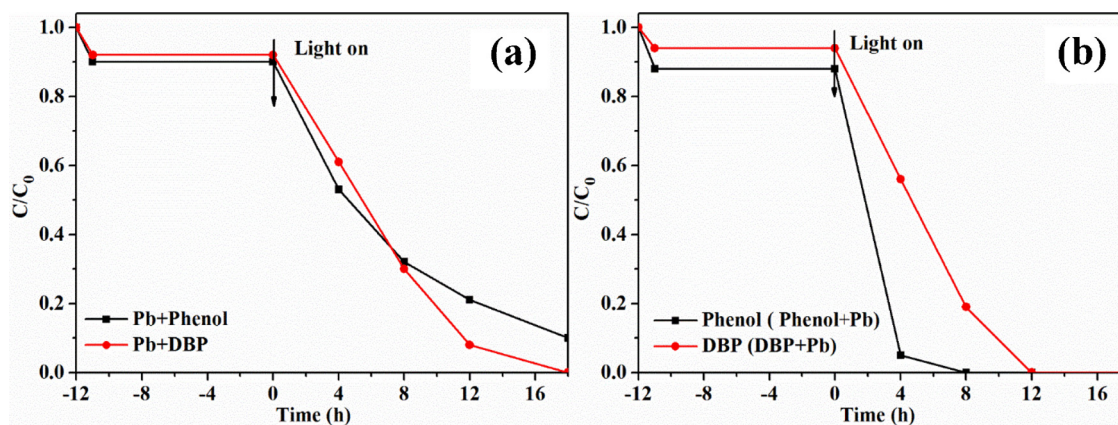 (a)
Light on
1.0
0.8
0.6
0.4
0.2
0.0
C/C0
Pb+Phenol
Pb+DBP
-12 -8 -4 0 4 8 12 16
Time (h)
(b)
Light on
1.0
0.8
0.6
0.4
0.2
0.0
C/C0
Phenol ( Phenol+Pb)
DBP (DBP+Pb)
-12 -8 -4 0 4 8 12 16
Time (h)